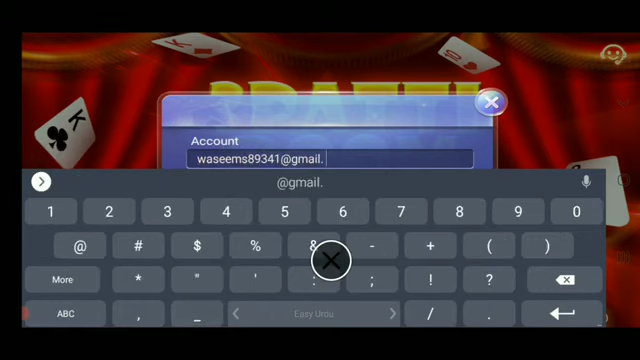 Account
waseems89341@gmail.
@gmail.
1 2 3 4 5 6 7 8 9 0
@ # $ % & - + ( )
More * " ' : ; ! ?
ABC , _ Easy Urdu / .